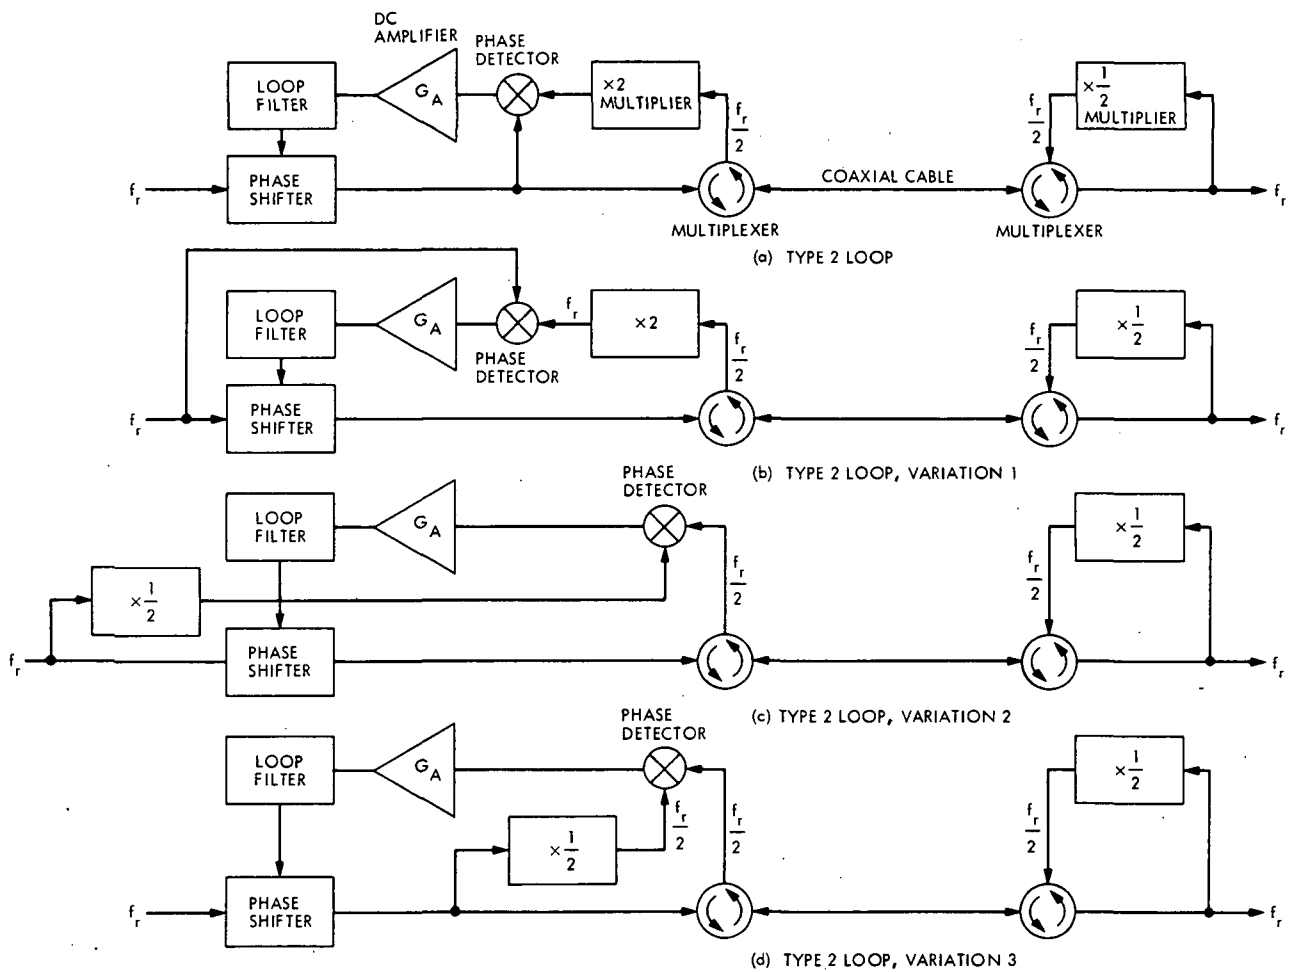 DC
AMPLIFIER
PHASE
DETECTOR
LOOP
FILTER
G_A
×2
MULTIPLIER
f_r/2
f_r/2
×1/2
MULTIPLIER
f_r
PHASE
SHIFTER
COAXIAL CABLE
f_r
MULTIPLEXER
MULTIPLEXER
(a) TYPE 2 LOOP
LOOP
FILTER
G_A
f_r
×2
f_r/2
f_r/2
×1/2
PHASE
DETECTOR
f_r
PHASE
SHIFTER
f_r
(b) TYPE 2 LOOP, VARIATION 1
PHASE
DETECTOR
LOOP
FILTER
G_A
f_r/2
f_r/2
×1/2
×1/2
f_r
PHASE
SHIFTER
f_r
(c) TYPE 2 LOOP, VARIATION 2
PHASE
DETECTOR
LOOP
FILTER
G_A
×1/2
f_r/2
f_r/2
f_r/2
×1/2
f_r
PHASE
SHIFTER
f_r
(d) TYPE 2 LOOP, VARIATION 3